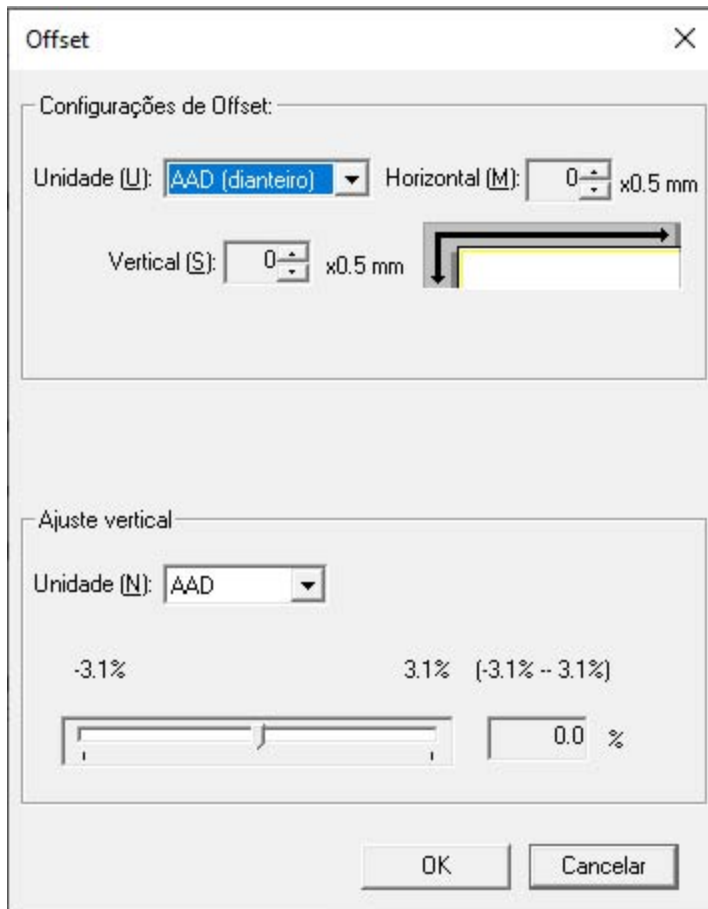 Offset
Configurações de Offset:
Unidade (U): AAD (dianteiro) Horizontal (M): 0 x0.5 mm
Vertical (S): 0 x0.5 mm
Ajuste vertical
Unidade (N): AAD
-3.1% 3.1% (-3.1% -- 3.1%)
0.0 %
OK Cancelar